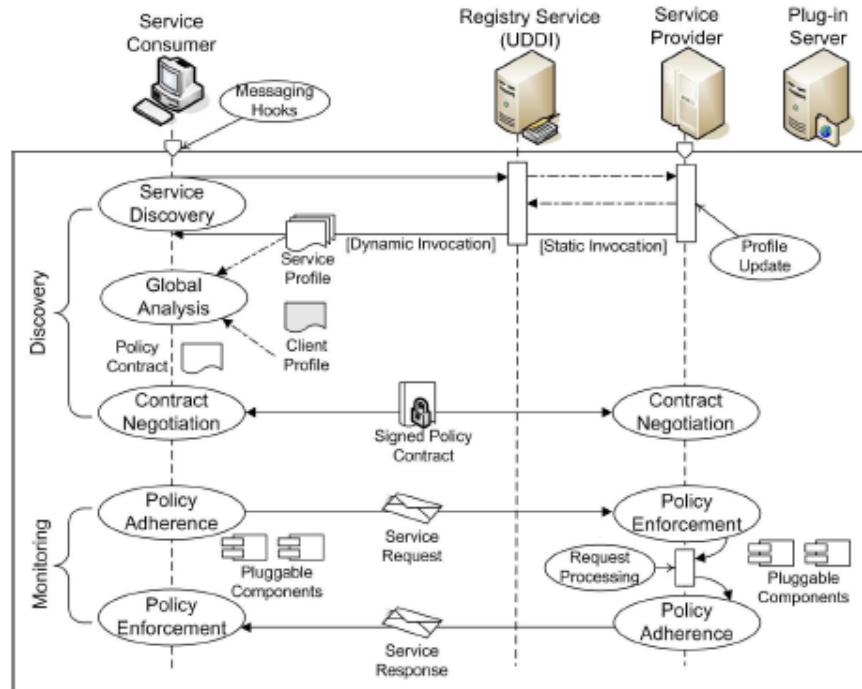 Service
Consumer
Registry Service
(UDDI)
Service
Provider
Plug-in
Server
Messaging
Hooks
Service
Discovery
[Dynamic Invocation]
[Static Invocation]
Service
Profile
Profile
Update
Global
Analysis
Discovery
Policy
Contract
Client
Profile
Contract
Negotiation
Signed Policy
Contract
Contract
Negotiation
Policy
Adherence
Service
Request
Policy
Enforcement
Monitoring
Pluggable
Components
Request
Processing
Pluggable
Components
Policy
Enforcement
Service
Response
Policy
Adherence